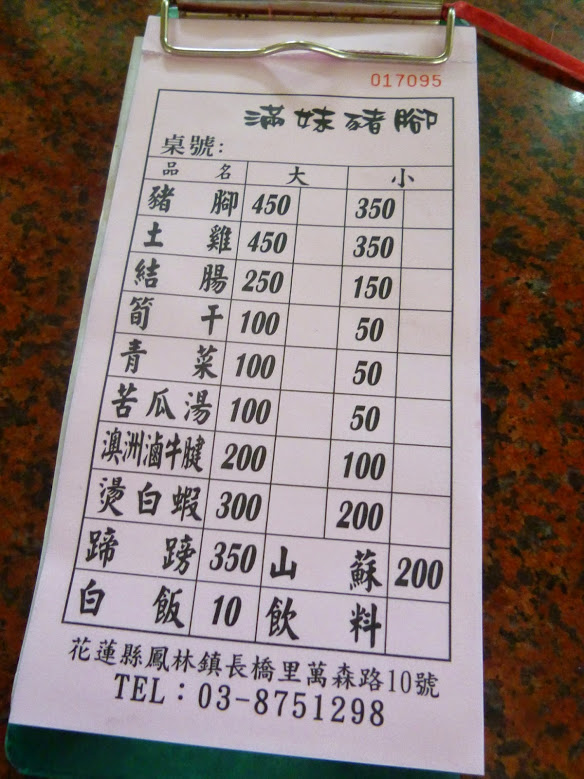 017095
滿妹豬腳
桌號:
品名 大 小
豬腳 450 350
土雞 450 350
結腸 250 150
筍干 100 50
青菜 100 50
苦瓜湯 100 50
澳洲滷牛腱 200 100
燙白蝦 300 200
蹄膀 350 山蘇 200
白飯 10 飲料
花蓮縣鳳林鎮長橋里萬森路10號
TEL：03-8751298